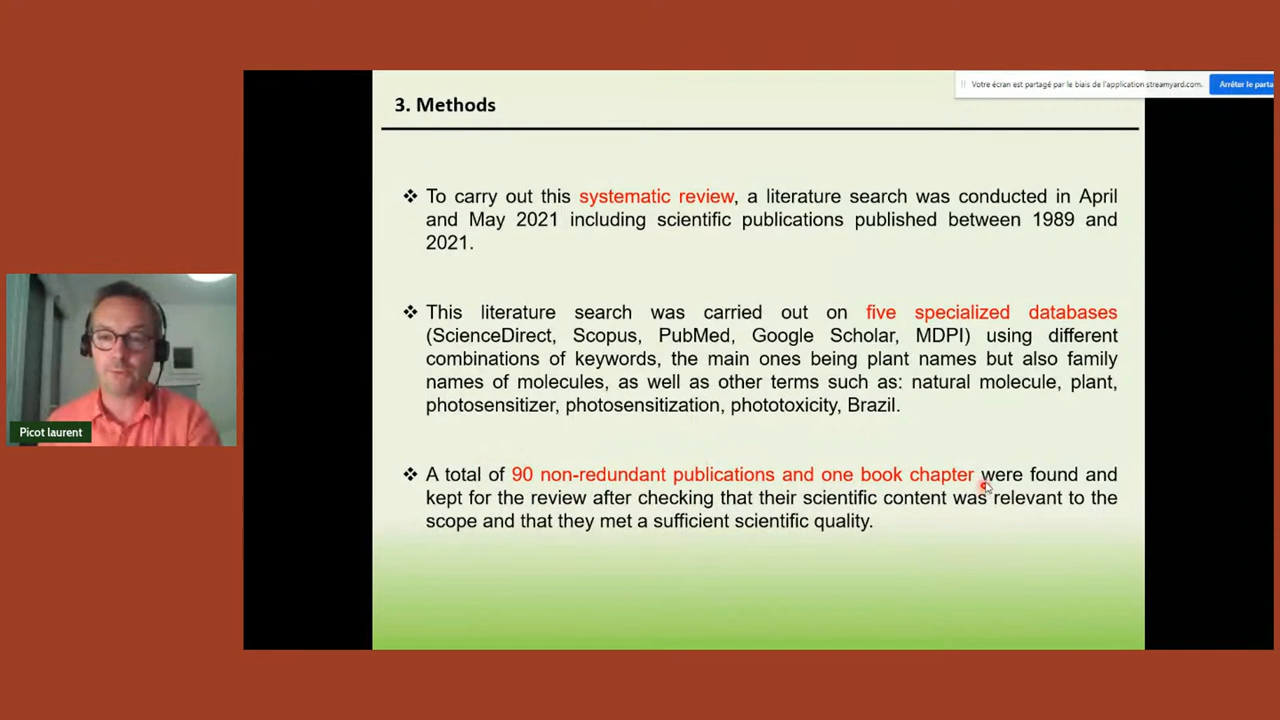 Votre écran est partagé par le biais de l'application streamyard.com.
Arrêter le parta
3. Methods
❖ To carry out this systematic review, a literature search was conducted in April
and May 2021 including scientific publications published between 1989 and
2021.
❖ This literature search was carried out on five specialized databases
(ScienceDirect, Scopus, PubMed, Google Scholar, MDPI) using different
combinations of keywords, the main ones being plant names but also family
names of molecules, as well as other terms such as: natural molecule, plant,
photosensitizer, photosensitization, phototoxicity, Brazil.
❖ A total of 90 non-redundant publications and one book chapter were found and
kept for the review after checking that their scientific content was relevant to the
scope and that they met a sufficient scientific quality.
Picot laurent